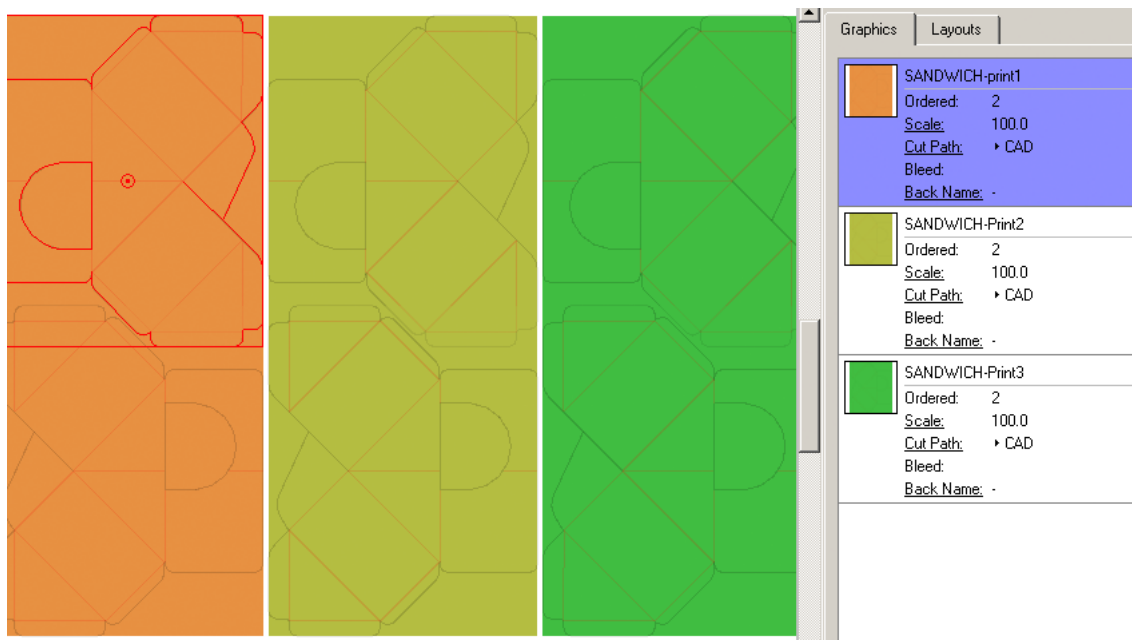 Graphics Layouts
SANDWICH-print1
Ordered: 2
Scale: 100.0
Cut Path: CAD
Bleed:
Back Name: -
SANDWICH-Print2
Ordered: 2
Scale: 100.0
Cut Path: CAD
Bleed:
Back Name: -
SANDWICH-Print3
Ordered: 2
Scale: 100.0
Cut Path: CAD
Bleed:
Back Name: -